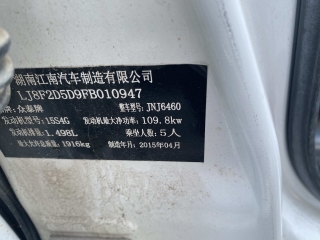 湖南江南汽车制造有限公司
LJ8F2D5D9FB010947
品牌:众泰牌 整车型号: JNJ6460
发动机型号: 15S4G 发动机最大净功率: 109.8kw
发动机排量: 1.498L 乘坐人数: 5人
最大允许总质量: 1916kg 制造年月: 2015年04月